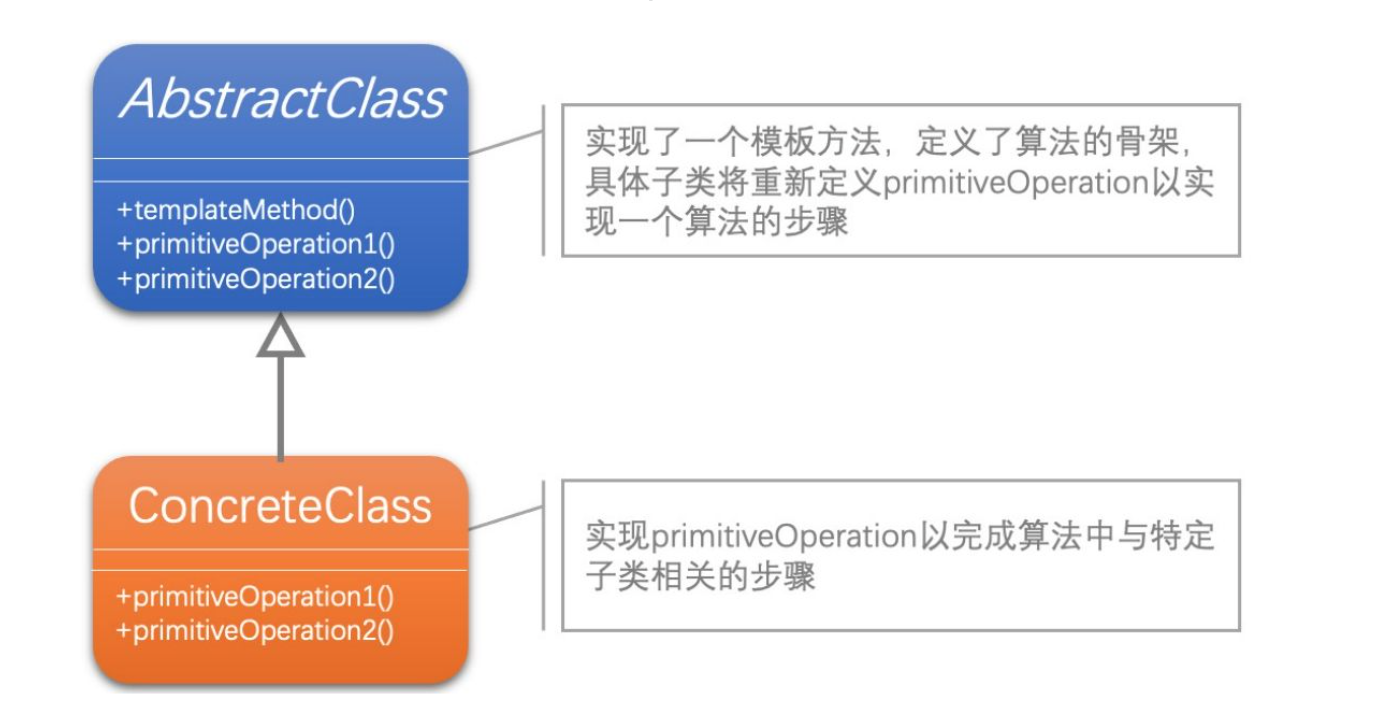 AbstractClass
+templateMethod()
+primitiveOperation1()
+primitiveOperation2()
实现了一个模板方法，定义了算法的骨架，
具体子类将重新定义primitiveOperation以实
现一个算法的步骤
ConcreteClass
+primitiveOperation1()
+primitiveOperation2()
实现primitiveOperation以完成算法中与特定
子类相关的步骤